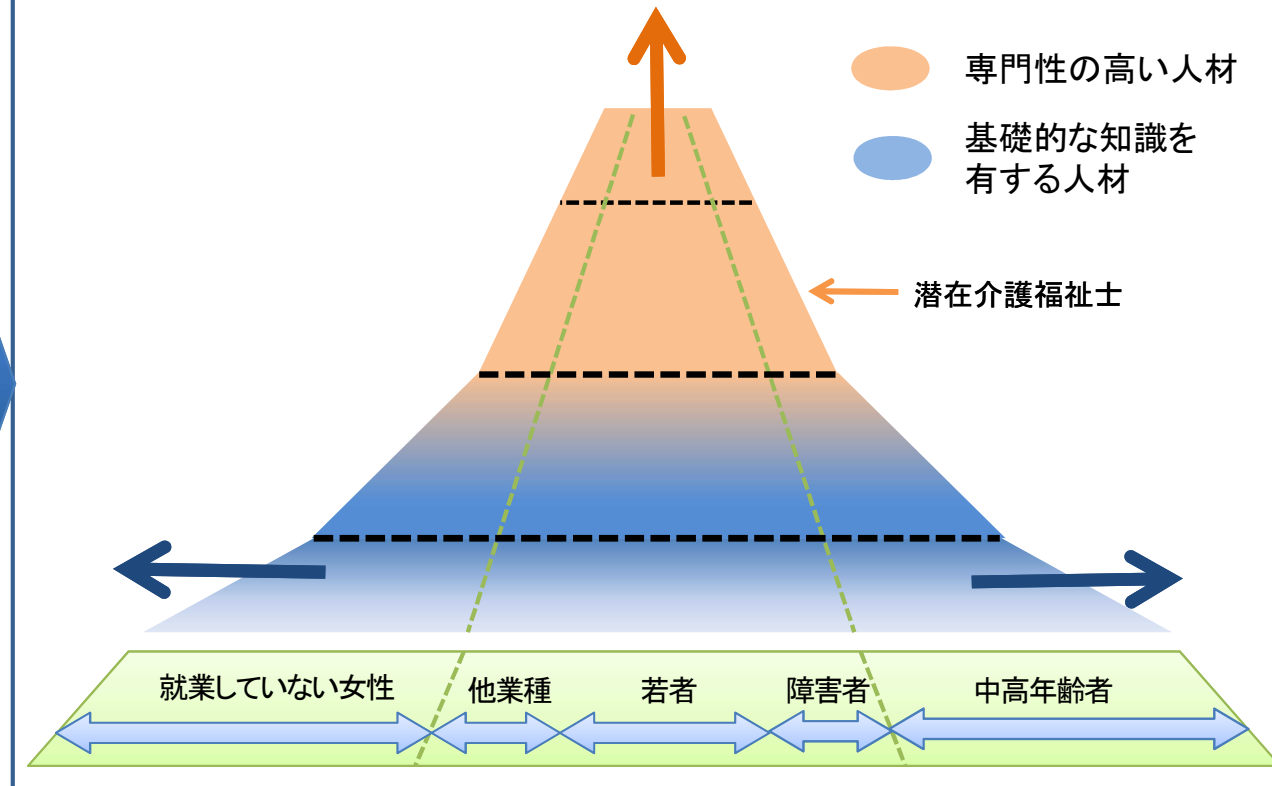 専門性の高い人材
基礎的な知識を
有する人材
潜在介護福祉士
就業していない女性
他業種
若者
障害者
中高年齢者